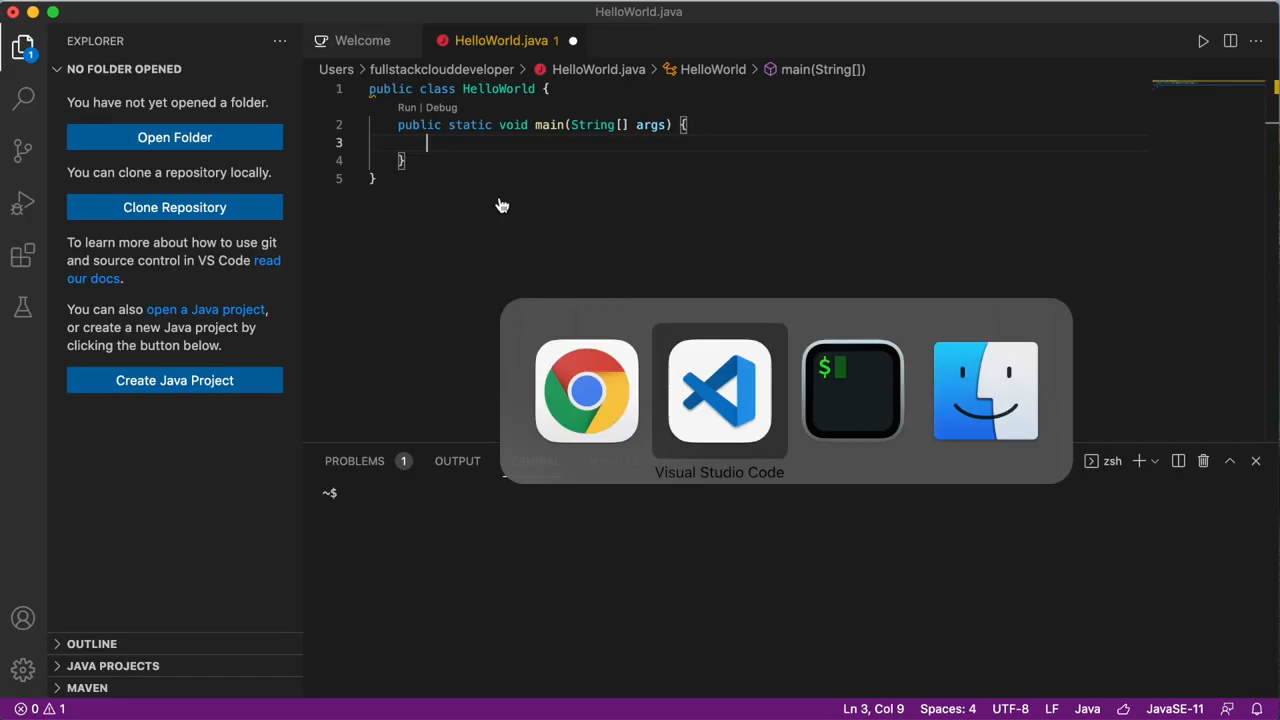 HelloWorld.java
1
EXPLORER
NO FOLDER OPENED
You have not yet opened a folder.
Open Folder
You can clone a repository locally.
Clone Repository
To learn more about how to use git
and source control in VS Code read
our docs.
You can also open a Java project,
or create a new Java project by
clicking the button below.
Create Java Project
OUTLINE
JAVA PROJECTS
MAVEN
Welcome
HelloWorld.java 1
Users > fullstackclouddeveloper > HelloWorld.java > HelloWorld > main(String[])
1 public class HelloWorld {
Run | Debug
2 public static void main(String[] args) {
3
4 }
5 }
$
Visual Studio Code
PROBLEMS 1 OUTPUT
zsh
~$
0 1
Ln 3, Col 9 Spaces: 4 UTF-8 LF Java JavaSE-11